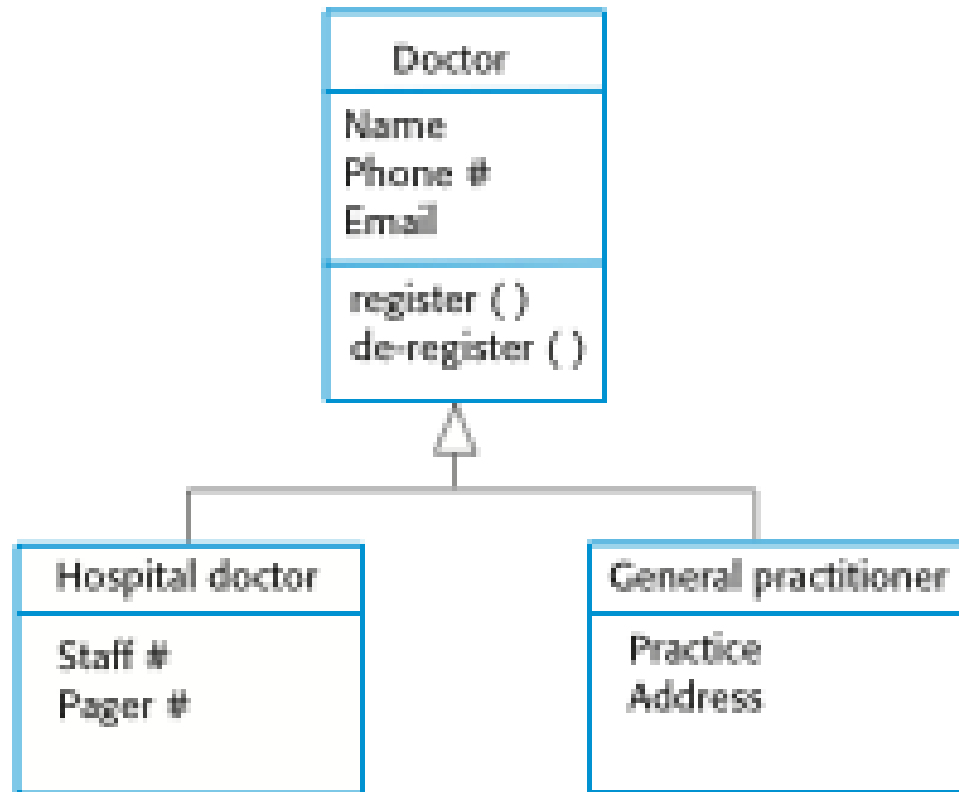 Doctor
Name
Phone #
Email
register ( )
de-register ( )
Hospital doctor
Staff #
Pager #
General practitioner
Practice
Address